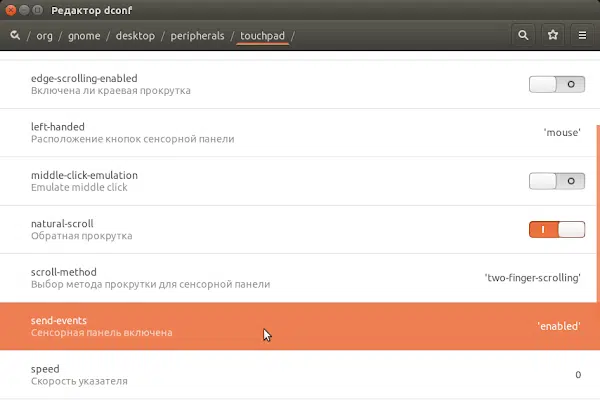 Редактор dconf
/ org / gnome / desktop / peripherals / touchpad /
edge-scrolling-enabled
Включена ли краевая прокрутка
left-handed
'mouse'
Расположение кнопок сенсорной панели
middle-click-emulation
Emulate middle click
natural-scroll
Обратная прокрутка
scroll-method
'two-finger-scrolling'
Выбор метода прокрутки для сенсорной панели
send-events
'enabled'
Сенсорная панель включена
speed
0
Скорость указателя